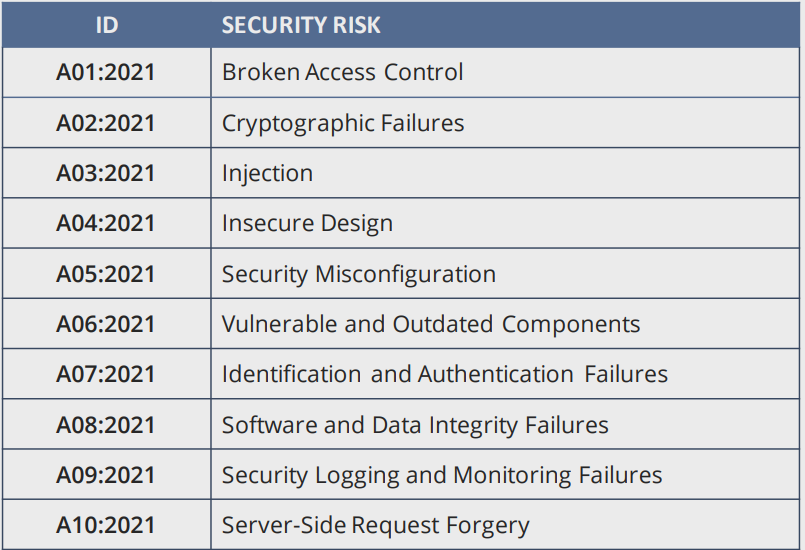 ID SECURITY RISK
A01:2021 Broken Access Control
A02:2021 Cryptographic Failures
A03:2021 Injection
A04:2021 Insecure Design
A05:2021 Security Misconfiguration
A06:2021 Vulnerable and Outdated Components
A07:2021 Identification and Authentication Failures
A08:2021 Software and Data Integrity Failures
A09:2021 Security Logging and Monitoring Failures
A10:2021 Server-Side Request Forgery